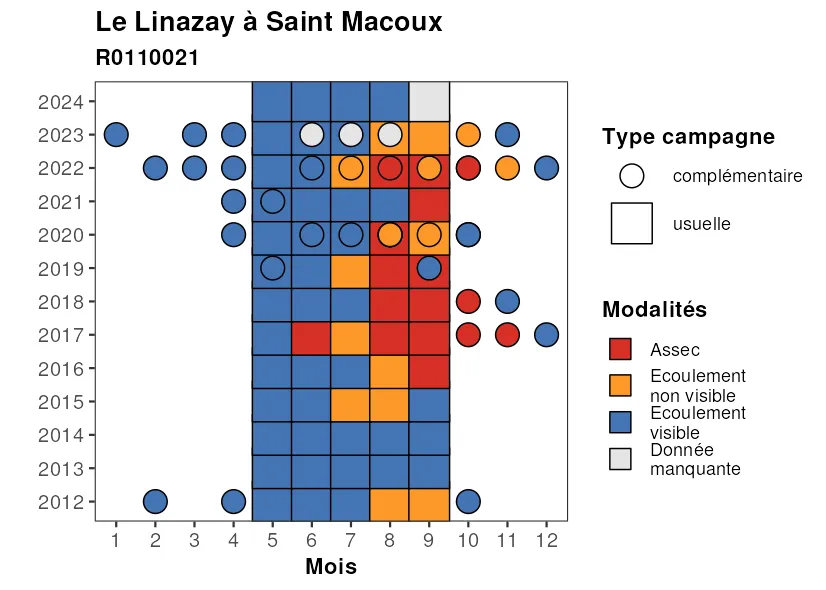 Le Linazay à Saint Macoux
R0110021
2024
2023
2022
2021
2020
2019
2018
2017
2016
2015
2014
2013
2012
1 2 3 4 5 6 7 8 9 10 11 12
Mois
Type campagne
complémentaire
usuelle
Modalités
Assec
Ecoulement
non visible
Ecoulement
visible
Donnée
manquante